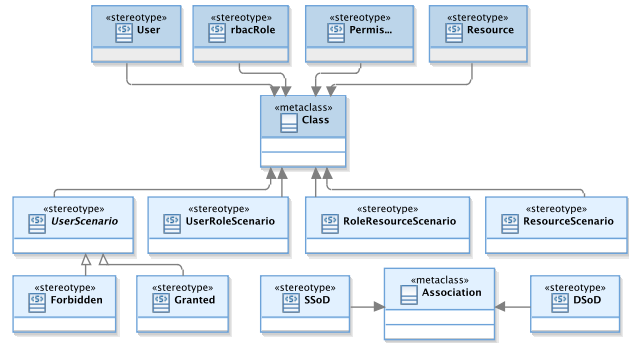 «stereotype» «stereotype» «stereotype» «stereotype»
User rbacRole Permis... Resource
«metaclass»
Class
«stereotype» «stereotype» «stereotype» «stereotype»
UserScenario UserRoleScenario RoleResourceScenario ResourceScenario
«stereotype» «stereotype» «stereotype» «metaclass» «stereotype»
Forbidden Granted SSoD Association DSoD